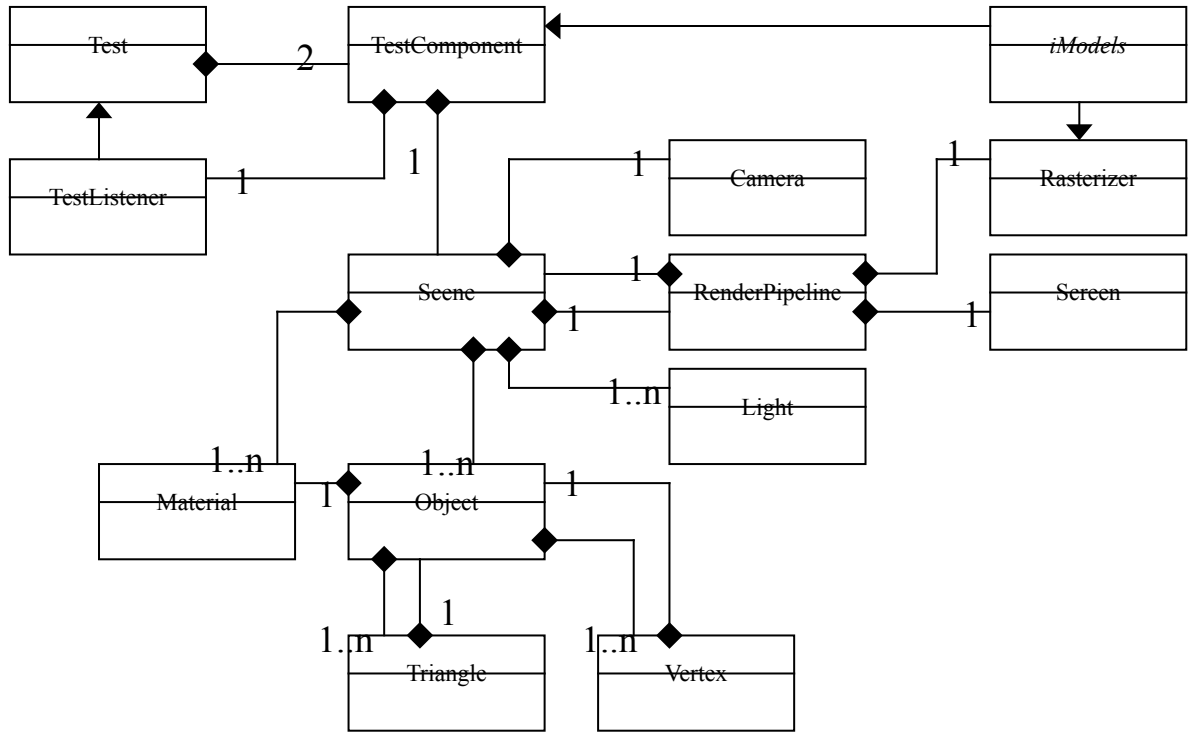 Test
2
TestComponent
iModels
1
TestListener
1
1
Camera
1
Rasterizer
Scene
1
1
RenderPipeline
1
Screen
1..n
Light
1..n
Material
1
1..n
Object
1
1..n
1
Triangle
1..n
Vertex